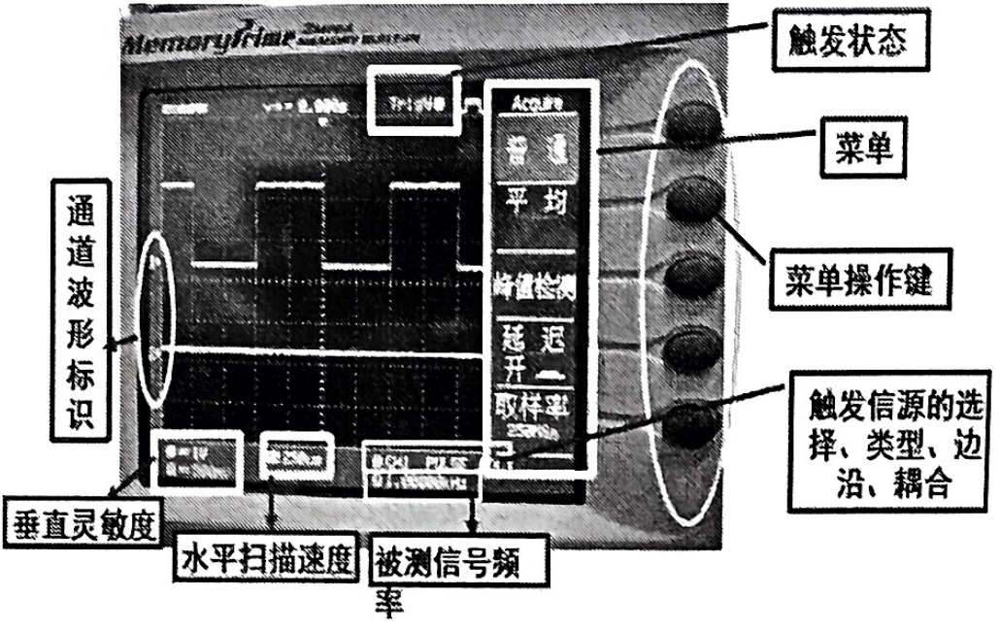 MemoryPrime
触发状态
Acquire
普 通
菜单
平 均
通
道
波
形
标
识
峰值检测
菜单操作键
延 迟
开
取样率
触发信源的选
择、类型、边
沿、耦合
垂直灵敏度
水平扫描速度
被测信号频
率